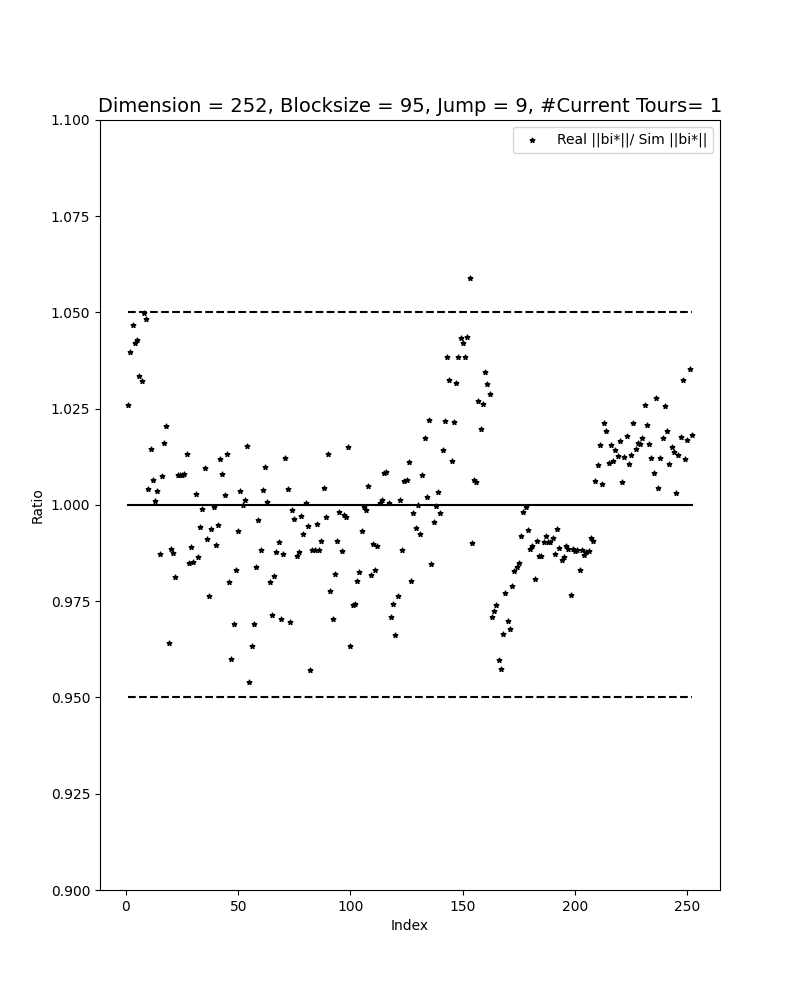 Dimension = 252, Blocksize = 95, Jump = 9, #Current Tours= 1
1.100
Real ||bi*||/ Sim ||bi*||
1.075
1.050
1.025
1.000
Ratio
0.975
0.950
0.925
0.900
0 50 100 150 200 250
Index